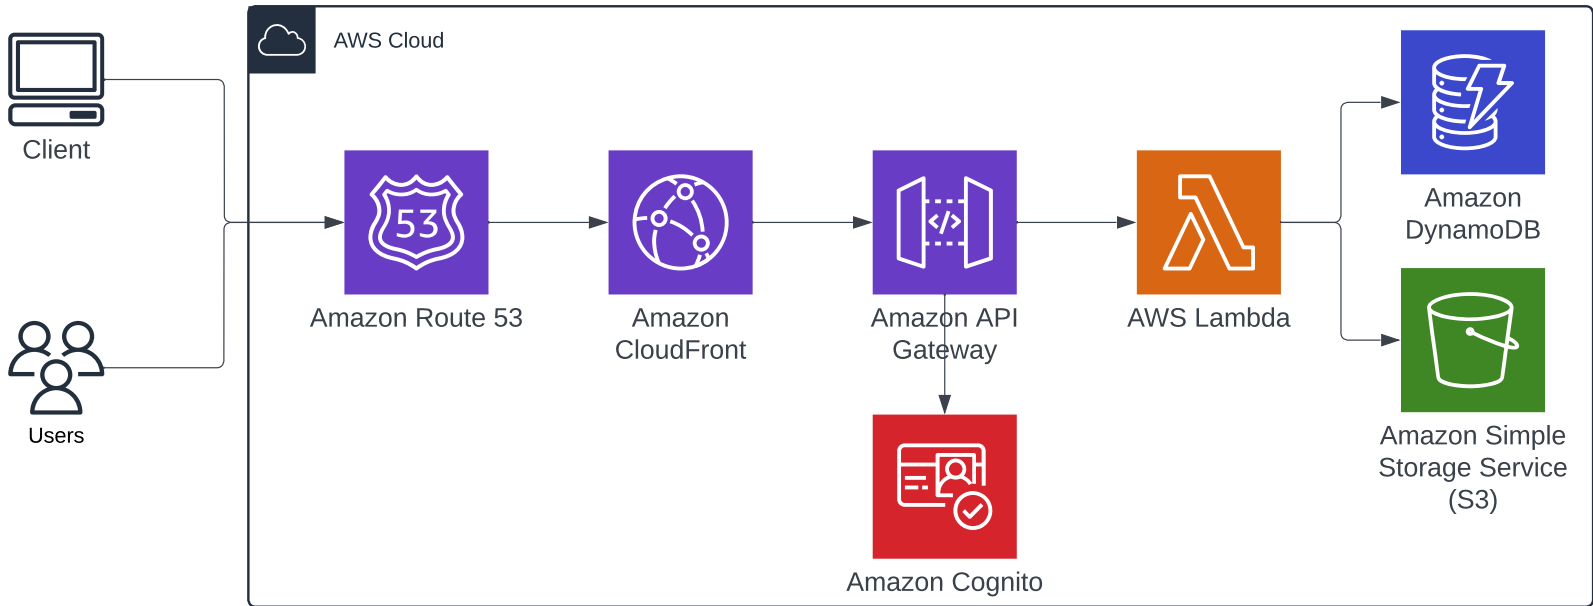 AWS Cloud
Client
Users
53
Amazon Route 53
Amazon
CloudFront
</>
Amazon API
Gateway
AWS Lambda
Amazon
DynamoDB
Amazon Simple
Storage Service
(S3)
Amazon Cognito